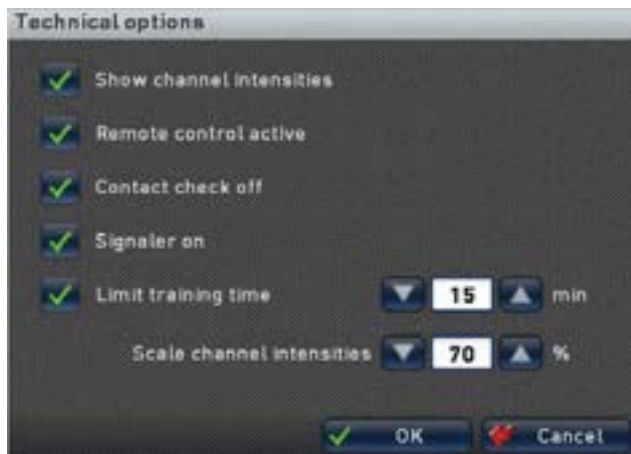 Technical options
Show channel intensities
Remote control active
Contact check off
Signaler on
Limit training time 15 min
Scale channel intensities 70 %
OK Cancel